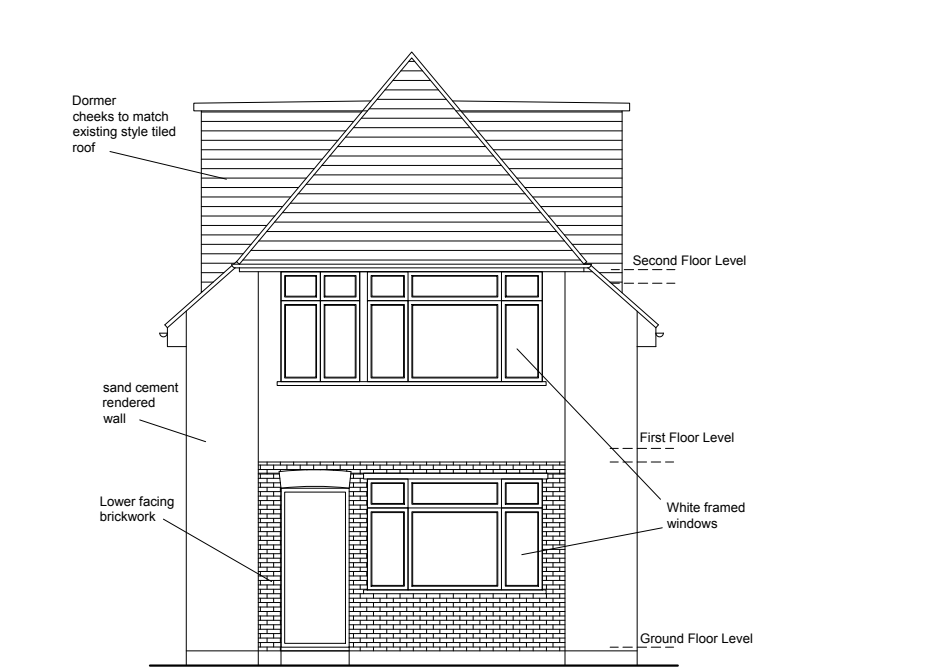 Dormer
cheeks to match
existing style tiled
roof
Second Floor Level
sand cement
rendered
wall
First Floor Level
Lower facing
brickwork
White framed
windows
Ground Floor Level